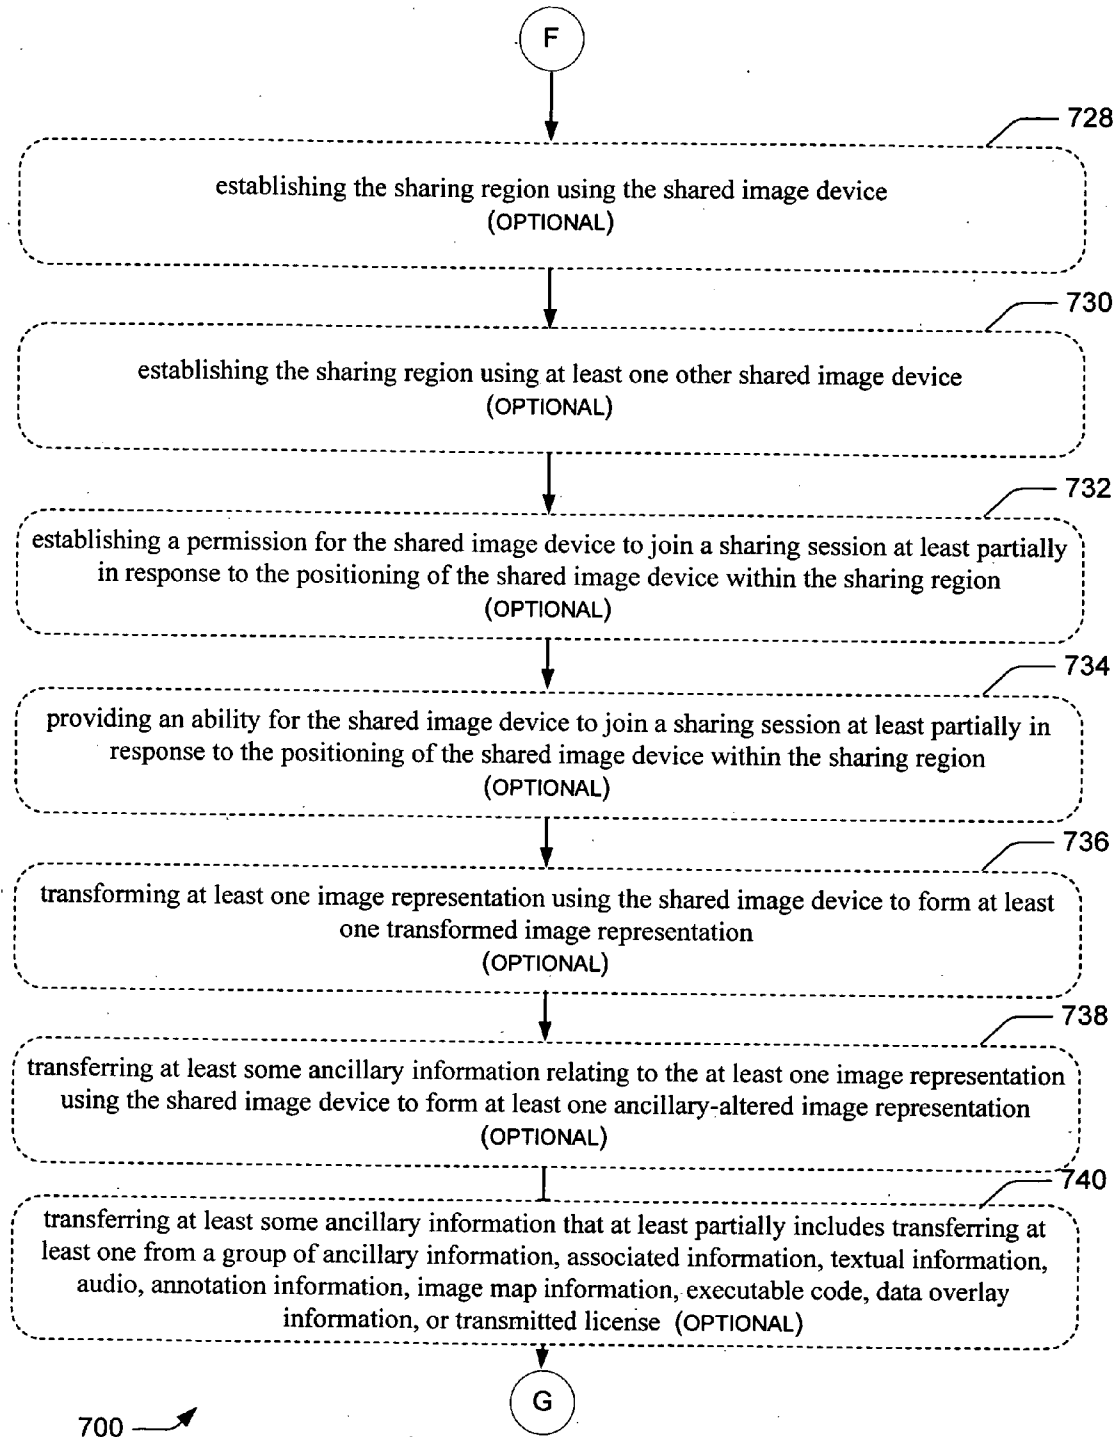 F
728
establishing the sharing region using the shared image device
(OPTIONAL)
730
establishing the sharing region using at least one other shared image device
(OPTIONAL)
732
establishing a permission for the shared image device to join a sharing session at least partially
in response to the positioning of the shared image device within the sharing region
(OPTIONAL)
734
providing an ability for the shared image device to join a sharing session at least partially in
response to the positioning of the shared image device within the sharing region
(OPTIONAL)
736
transforming at least one image representation using the shared image device to form at least
one transformed image representation
(OPTIONAL)
738
transferring at least some ancillary information relating to the at least one image representation
using the shared image device to form at least one ancillary-altered image representation
(OPTIONAL)
740
transferring at least some ancillary information that at least partially includes transferring at
least one from a group of ancillary information, associated information, textual information,
audio, annotation information, image map information, executable code, data overlay
information, or transmitted license (OPTIONAL)
G
700